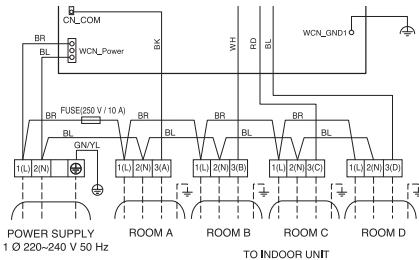 CN_COM
WCN_Power
BR
BL
BK
WH
RD
BL
WCN_GND1
FUSE(250 V / 10 A)
BR
BR
BR
BR
BL
BL
BL
BL
GN/YL
1(L) 2(N)
1(L) 2(N) 3(A)
1(L) 2(N) 3(B)
1(L) 2(N) 3(C)
1(L) 2(N) 3(D)
POWER SUPPLY
1 Ø 220~240 V 50 Hz
ROOM A
ROOM B
ROOM C
ROOM D
TO INDOOR UNIT